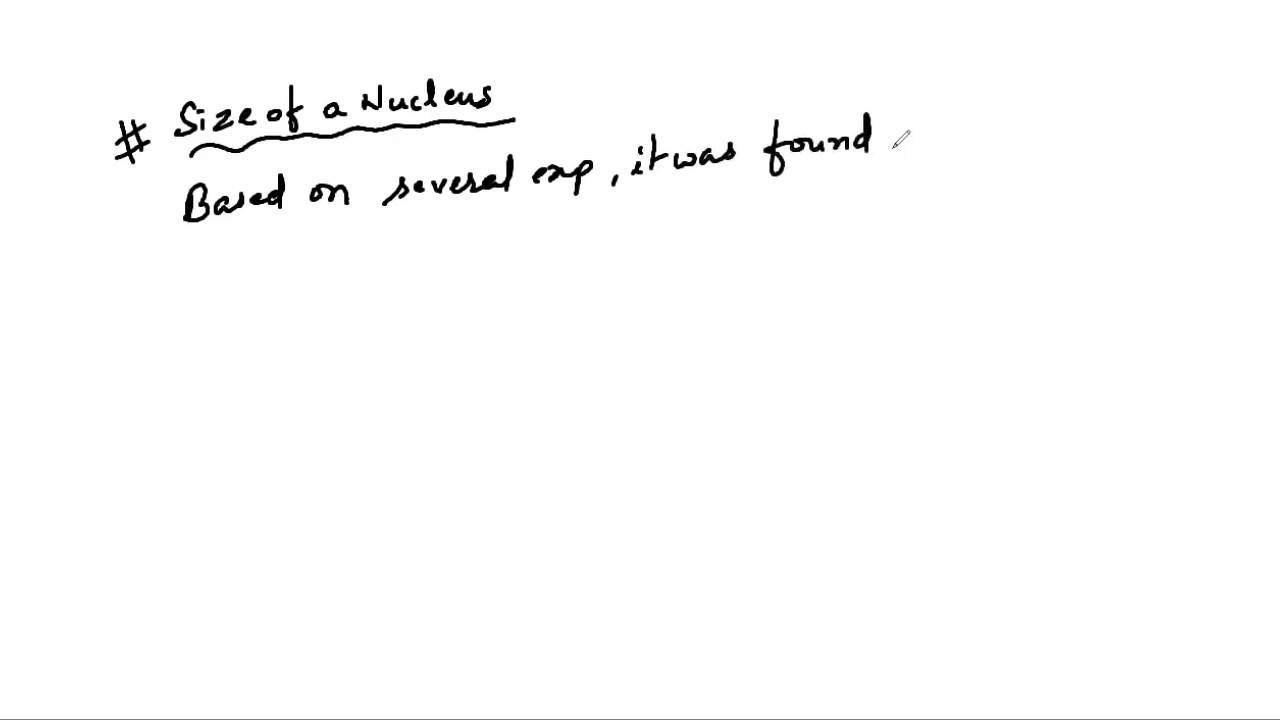 # Size of a Nucleus
Based on several exp, it was found